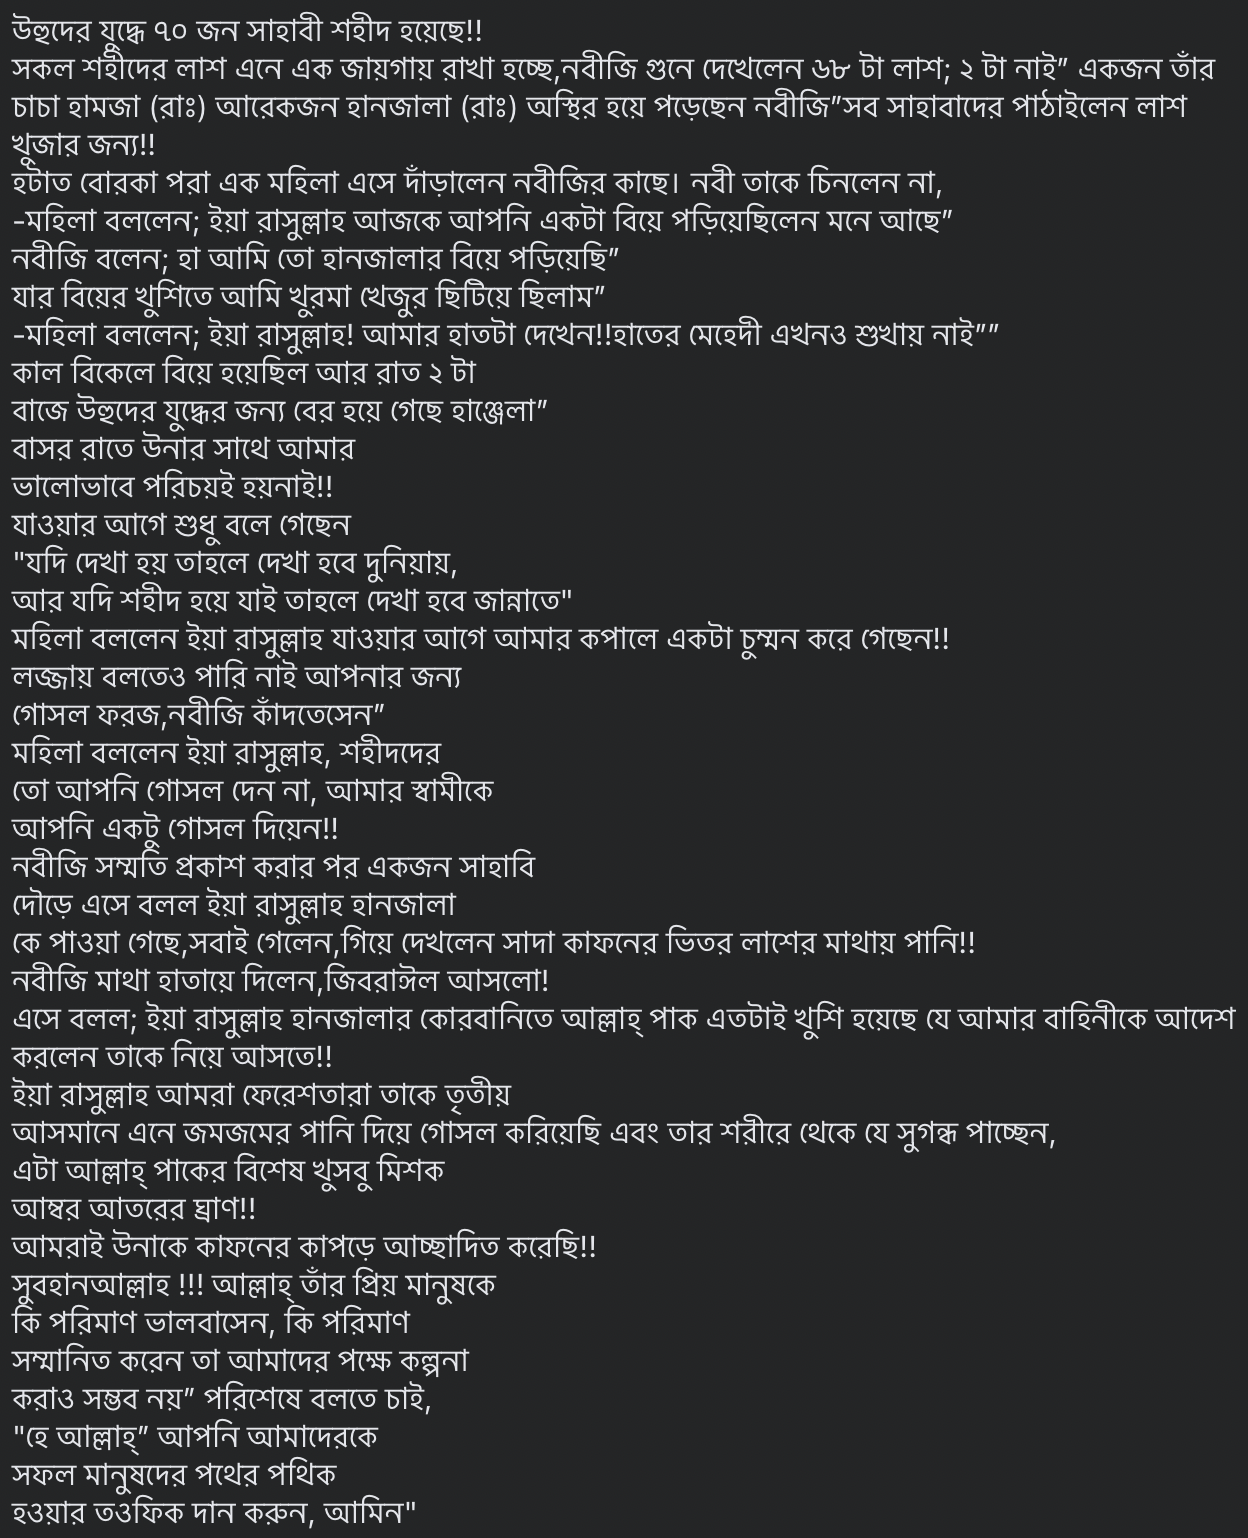 উহুদের যুদ্ধে ৭০ জন সাহাবী শহীদ হয়েছে!!
সকল শহীদের লাশ এনে এক জায়গায় রাখা হচ্ছে,নবীজি গুনে দেখেলেন ৬৮ টা লাশ; ২ টা নাই” একজন তাঁর
চাচা হামজা (রাঃ) আরেকজন হানজালা (রাঃ) অস্থির হয়ে পড়েছেন নবীজি”সব সাহাবাদের পাঠাইলেন লাশ
খুজার জন্য!!
হটাত বোরকা পরা এক মহিলা এসে দাঁড়ালেন নবীজির কাছে। নবী তাকে চিনলেন না,
-মহিলা বললেন; ইয়া রাসুল্লাহ আজকে আপনি একটা বিয়ে পড়িয়েছিলেন মনে আছে”
নবীজি বলেন; হা আমি তো হানজালার বিয়ে পড়িয়েছি”
যার বিয়ের খুশিতে আমি খুরমা খেজুর ছিটিয়ে ছিলাম”
-মহিলা বললেন; ইয়া রাসুল্লাহ! আমার হাতটা দেখেন!!হাতের মেহেদী এখনও শুখায় নাই””
কাল বিকেলে বিয়ে হয়েছিল আর রাত ২ টা
বাজে উহুদের যুদ্ধের জন্য বের হয়ে গেছে হাঞ্জেলা”
বাসর রাতে উনার সাথে আমার
ভালোভাবে পরিচয়ই হয়নাই!!
যাওয়ার আগে শুধু বলে গেছেন
"যদি দেখা হয় তাহলে দেখা হবে দুনিয়ায়,
আর যদি শহীদ হয়ে যাই তাহলে দেখা হবে জান্নাতে"
মহিলা বললেন ইয়া রাসুল্লাহ যাওয়ার আগে আমার কপালে একটা চুম্মন করে গেছেন!!
লজ্জায় বলতেও পারি নাই আপনার জন্য
গোসল ফরজ,নবীজি কাঁদতেসেন”
মহিলা বললেন ইয়া রাসুল্লাহ, শহীদদের
তো আপনি গোসল দেন না, আমার স্বামীকে
আপনি একটু গোসল দিয়েন!!
নবীজি সম্মতি প্রকাশ করার পর একজন সাহাবি
দৌড়ে এসে বলল ইয়া রাসুল্লাহ হানজালা
কে পাওয়া গেছে,সবাই গেলেন,গিয়ে দেখলেন সাদা কাফনের ভিতর লাশের মাথায় পানি!!
নবীজি মাথা হাতায়ে দিলেন,জিবরাঈল আসলো!
এসে বলল; ইয়া রাসুল্লাহ হানজালার কোরবানিতে আল্লাহ্ পাক এতটাই খুশি হয়েছে যে আমার বাহিনীকে আদেশ
করলেন তাকে নিয়ে আসতে!!
ইয়া রাসুল্লাহ আমরা ফেরেশতারা তাকে তৃতীয়
আসমানে এনে জমজমের পানি দিয়ে গোসল করিয়েছি এবং তার শরীরে থেকে যে সুগন্ধ পাচ্ছেন,
এটা আল্লাহ্ পাকের বিশেষ খুসবু মিশক
আম্বর আতরের ঘ্রাণ!!
আমরাই উনাকে কাফনের কাপড়ে আচ্ছাদিত করেছি!!
সুবহানআল্লাহ !!! আল্লাহ্ তাঁর প্রিয় মানুষকে
কি পরিমাণ ভালবাসেন, কি পরিমাণ
সম্মানিত করেন তা আমাদের পক্ষে কল্পনা
করাও সম্ভব নয়” পরিশেষে বলতে চাই,
"হে আল্লাহ্” আপনি আমাদেরকে
সফল মানুষদের পথের পথিক
হওয়ার তওফিক দান করুন, আমিন"